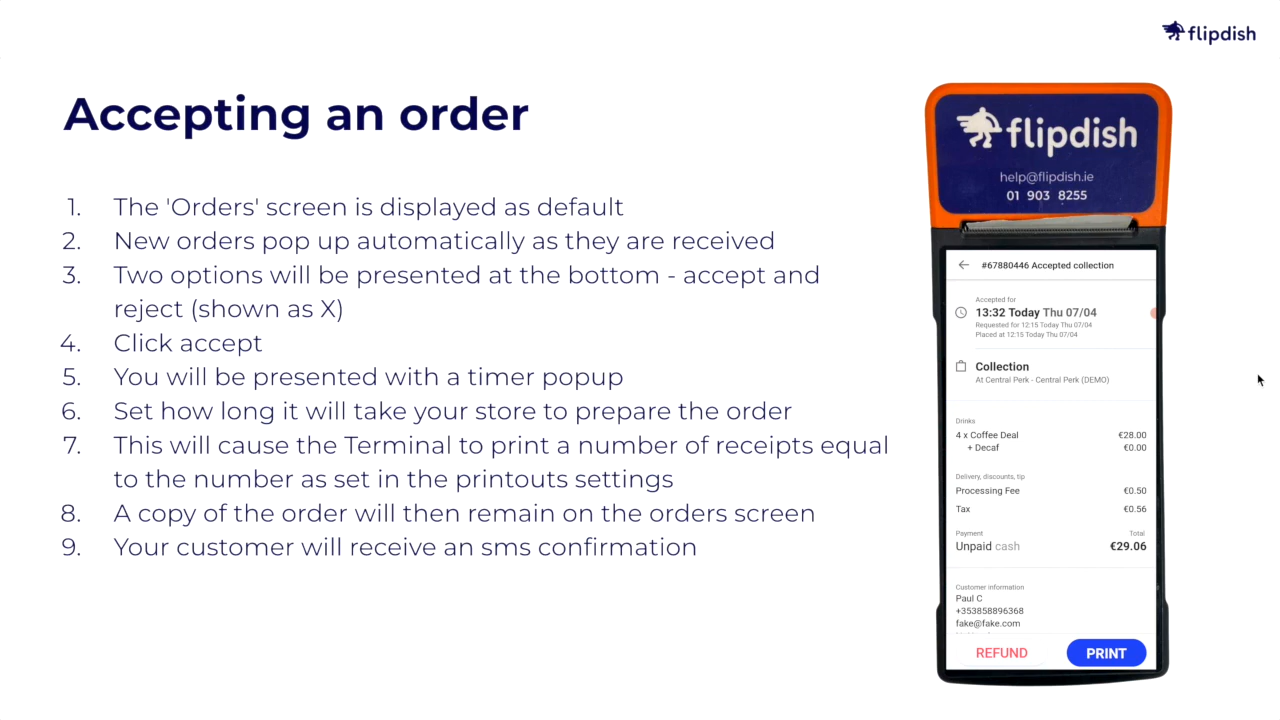 flipdish
Accepting an order
1. The 'Orders' screen is displayed as default
2. New orders pop up automatically as they are received
3. Two options will be presented at the bottom - accept and
reject (shown as X)
4. Click accept
5. You will be presented with a timer popup
6. Set how long it will take your store to prepare the order
7. This will cause the Terminal to print a number of receipts equal
to the number as set in the printouts settings
8. A copy of the order will then remain on the orders screen
9. Your customer will receive an sms confirmation
flipdish
help@flipdish.ie
01 903 8255
#67880446 Accepted collection
Accepted for
13:32 Today Thu 07/04
Requested for 12:15 Today Thu 07/04
Placed at 12:15 Today Thu 07/04
Collection
At Central Perk - Central Perk (DEMO)
Drinks
4 x Coffee Deal €28.00
+ Decaf €0.00
Delivery, discounts, tip
Processing Fee €0.50
Tax €0.56
Payment Total
Unpaid cash €29.06
Customer information
Paul C
+353858896368
fake@fake.com
REFUND PRINT